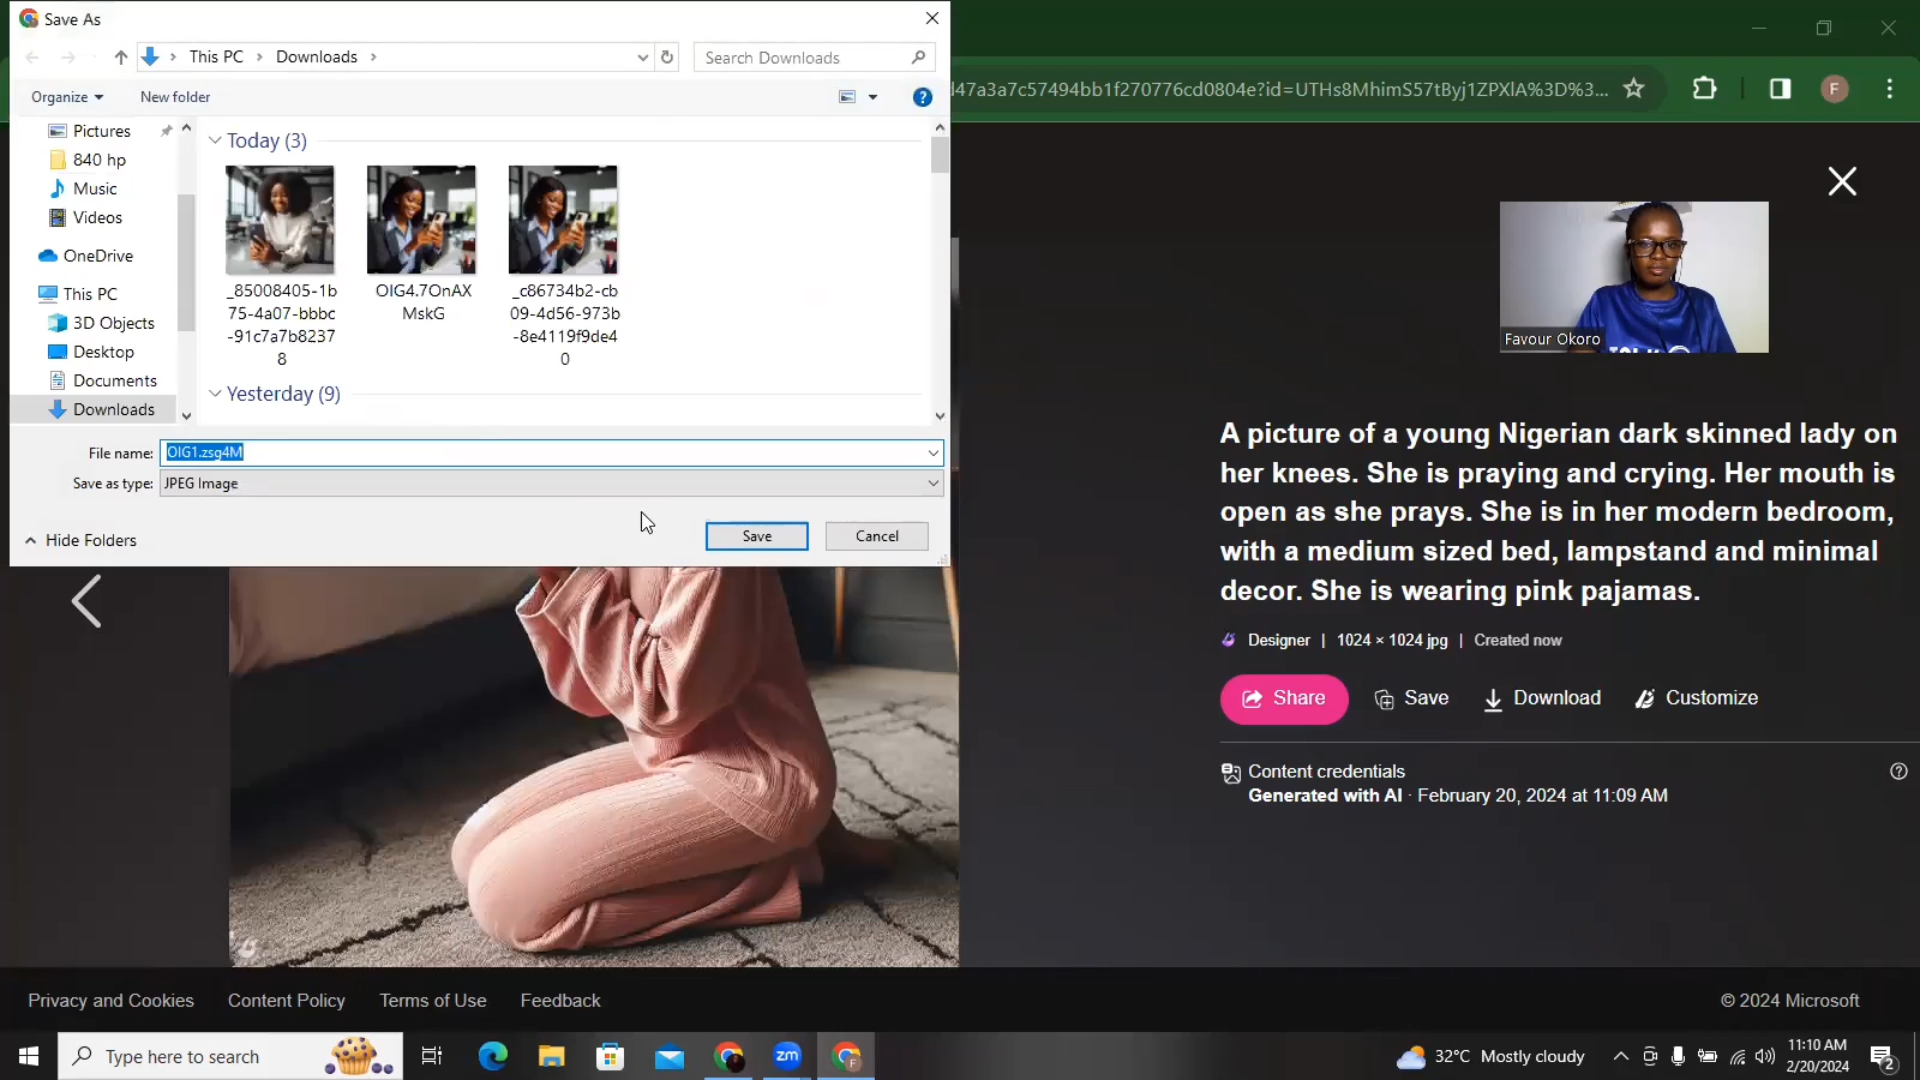 Save As
This PC > Downloads >
Search Downloads
Organize
New folder
d47a3a7c57494bb1f270776cd0804e?id=UTHs8MhimS57tByj1ZPXlA%3D%3...
F
Pictures
840 hp
Music
Videos
OneDrive
This PC
3D Objects
Desktop
Documents
Downloads
Today (3)
_85008405-1b
75-4a07-bbbc
-91c7a7b8237
8
OIG4.7OnAX
MskG
_c86734b2-cb
09-4d56-973b
-8e4119f9de4
0
Yesterday (9)
File name: OIG1.zsg4M
Save as type: JPEG Image
Hide Folders
Save
Cancel
Favour Okoro
A picture of a young Nigerian dark skinned lady on
her knees. She is praying and crying. Her mouth is
open as she prays. She is in her modern bedroom,
with a medium sized bed, lampstand and minimal
decor. She is wearing pink pajamas.
Designer | 1024 × 1024 jpg | Created now
Share
Save
Download
Customize
Content credentials
Generated with AI · February 20, 2024 at 11:09 AM
Privacy and Cookies
Content Policy
Terms of Use
Feedback
© 2024 Microsoft
Type here to search
zm
F
32°C Mostly cloudy
11:10 AM
2/20/2024
2